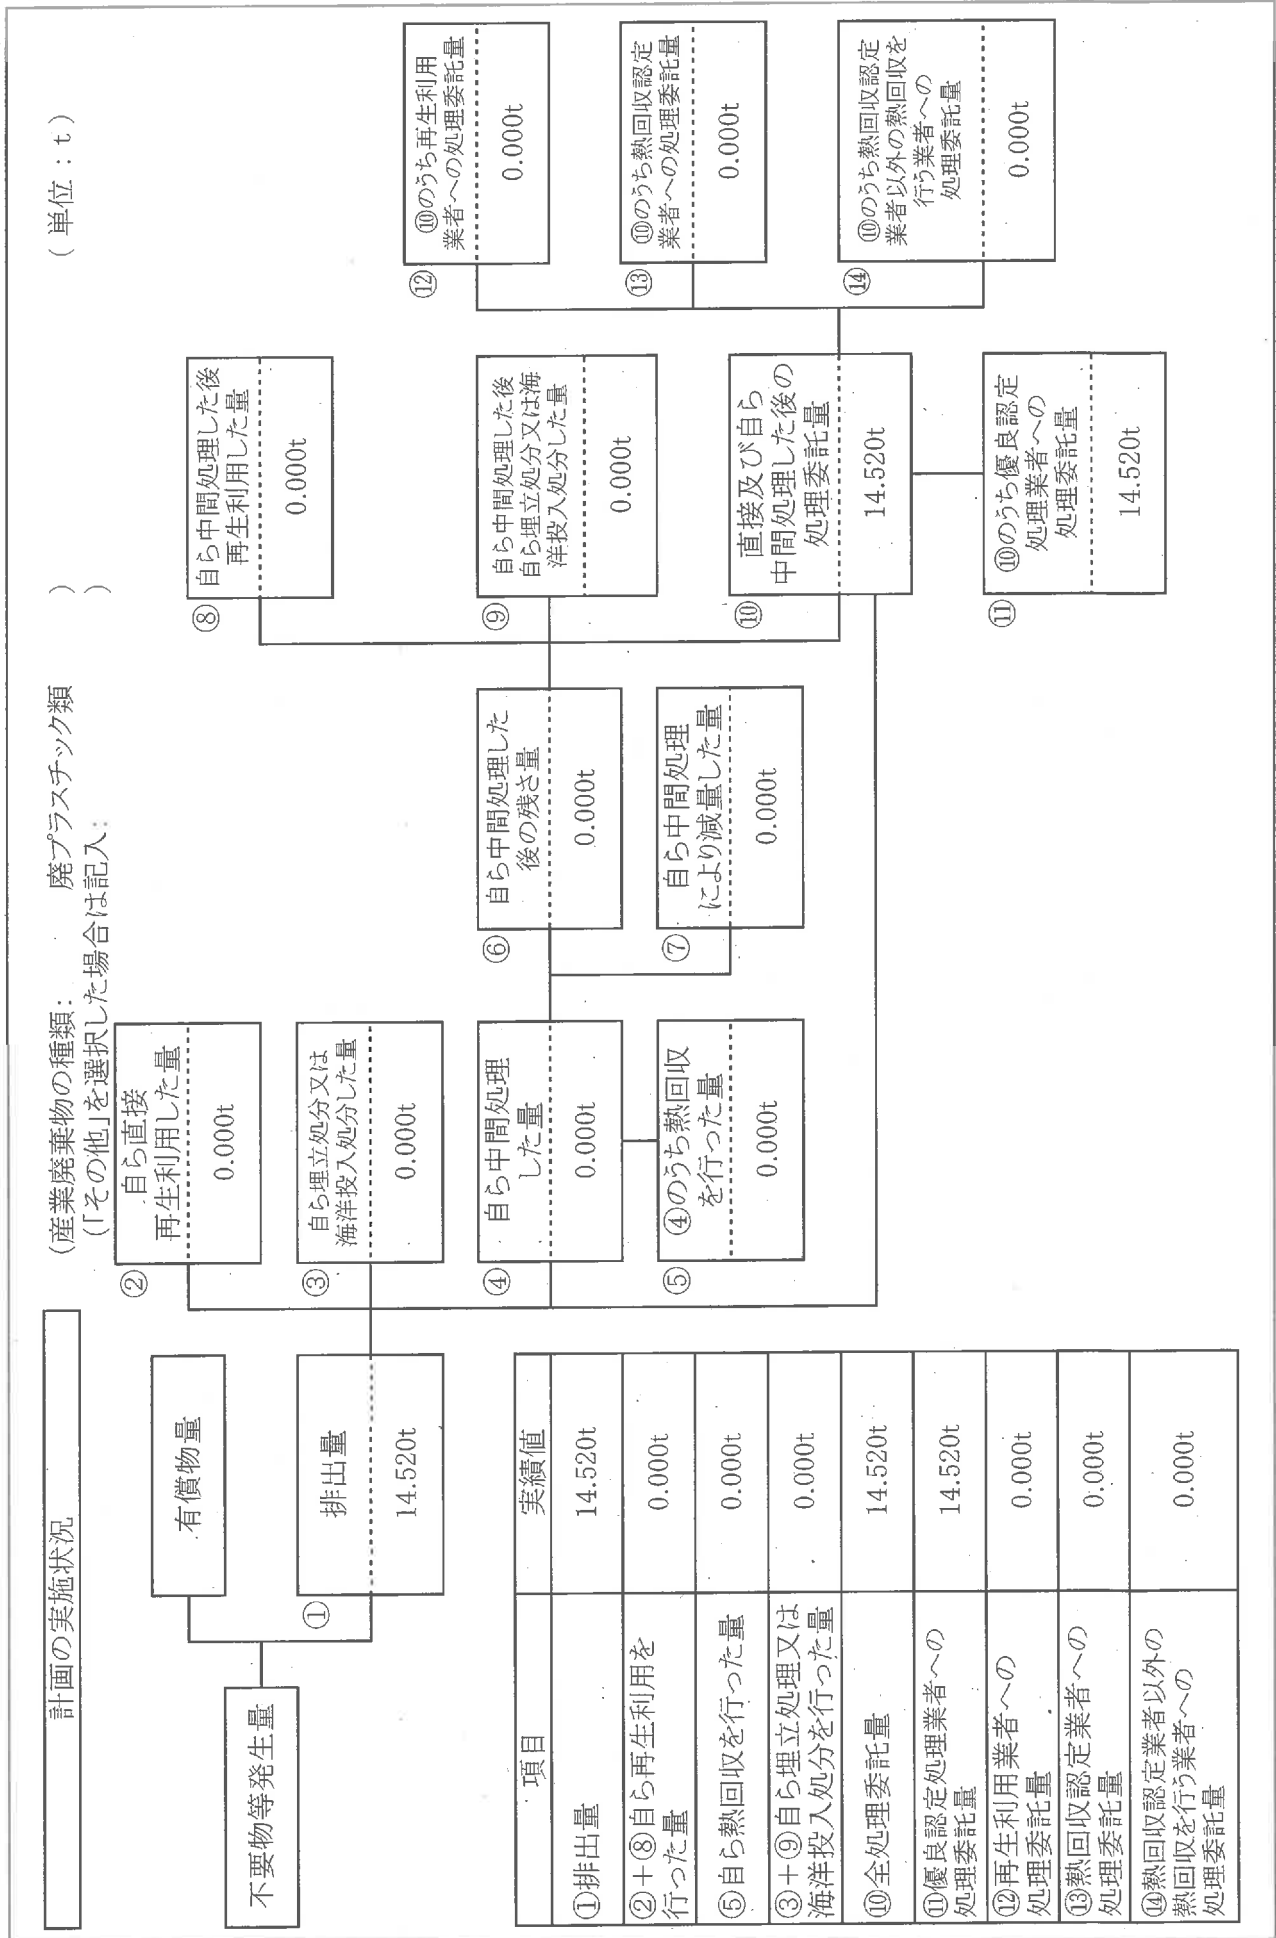 計画の実施状況
(産業廃棄物の種類: 廃プラスチック類 )
(「その他」を選択した場合は記入: )
(単位:t)
不要物等発生量
有償物量
①
排出量
14.520t
②
自ら直接
再生利用した量
0.000t
③
自ら埋立処分又は
海洋投入処分した量
0.000t
④
自ら中間処理
した量
0.000t
⑤
④のうち熱回収
を行った量
0.000t
⑥
自ら中間処理した
後の残さ量
0.000t
⑦
自ら中間処理
により減量した量
0.000t
⑧
自ら中間処理した後
再生利用した量
0.000t
⑨
自ら中間処理した後
自ら埋立処分又は海
洋投入処分した量
0.000t
⑩
直接及び自ら
中間処理した後の
処理委託量
14.520t
⑪
⑩のうち優良認定
処理業者への
処理委託量
14.520t
⑫
⑩のうち再生利用
業者への処理委託量
0.000t
⑬
⑩のうち熱回収認定
業者への処理委託量
0.000t
⑭
⑩のうち熱回収認定
業者以外の熱回収を
行う業者への
処理委託量
0.000t
項目 実績値
①排出量 14.520t
②+⑧自ら再生利用を
行った量 0.000t
⑤自ら熱回収を行った量 0.000t
③+⑨自ら埋立処理又は
海洋投入処分を行った量 0.000t
⑩全処理委託量 14.520t
⑪優良認定処理業者への
処理委託量 14.520t
⑫再生利用業者への
処理委託量 0.000t
⑬熱回収認定業者への
処理委託量 0.000t
⑭熱回収認定業者以外の
熱回収を行う業者への
処理委託量 0.000t